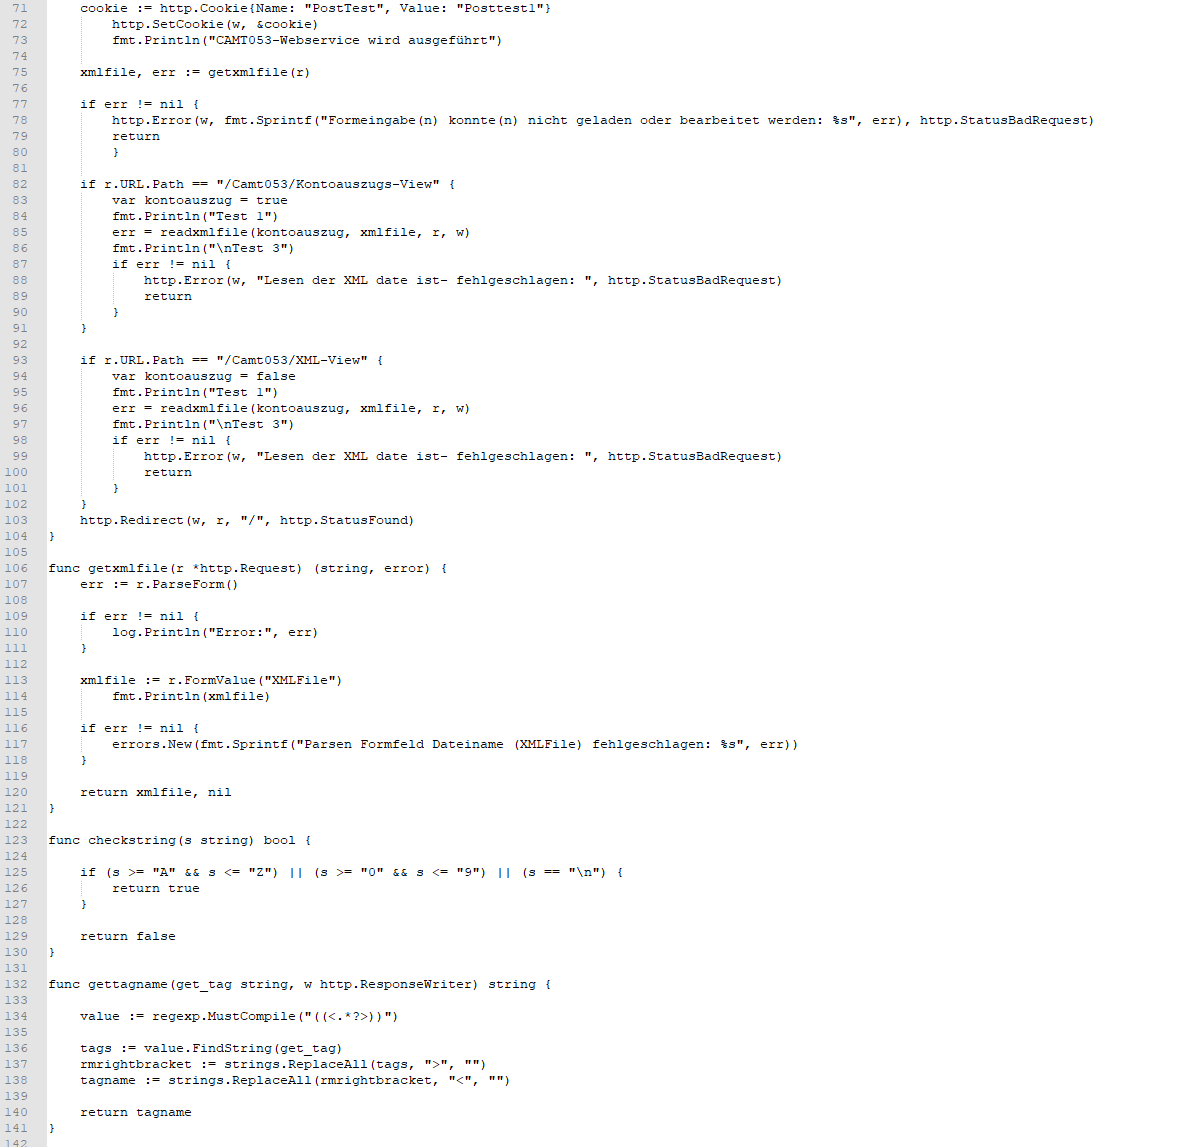 71 cookie := http.Cookie{Name: "PostTest", Value: "Posttest1"}
72 http.SetCookie(w, &cookie)
73 fmt.Println("CAMT053-Webservice wird ausgeführt")
74
75 xmlfile, err := getxmlfile(r)
76
77 if err != nil {
78 http.Error(w, fmt.Sprintf("Formeingabe(n) konnte(n) nicht geladen oder bearbeitet werden: %s", err), http.StatusBadRequest)
79 return
80 }
81
82 if r.URL.Path == "/Camt053/Kontoauszugs-View" {
83 var kontoauszug = true
84 fmt.Println("Test 1")
85 err = readxmlfile(kontoauszug, xmlfile, r, w)
86 fmt.Println("\nTest 3")
87 if err != nil {
88 http.Error(w, "Lesen der XML date ist- fehlgeschlagen: ", http.StatusBadRequest)
89 return
90 }
91 }
92
93 if r.URL.Path == "/Camt053/XML-View" {
94 var kontoauszug = false
95 fmt.Println("Test 1")
96 err = readxmlfile(kontoauszug, xmlfile, r, w)
97 fmt.Println("\nTest 3")
98 if err != nil {
99 http.Error(w, "Lesen der XML date ist- fehlgeschlagen: ", http.StatusBadRequest)
100 return
101 }
102 }
103 http.Redirect(w, r, "/", http.StatusFound)
104 }
105
106 func getxmlfile(r *http.Request) (string, error) {
107 err := r.ParseForm()
108
109 if err != nil {
110 log.Println("Error:", err)
111 }
112
113 xmlfile := r.FormValue("XMLFile")
114 fmt.Println(xmlfile)
115
116 if err != nil {
117 errors.New(fmt.Sprintf("Parsen Formfeld Dateiname (XMLFile) fehlgeschlagen: %s", err))
118 }
119
120 return xmlfile, nil
121 }
122
123 func checkstring(s string) bool {
124
125 if (s >= "A" && s <= "Z") || (s >= "0" && s <= "9") || (s == "\n") {
126 return true
127 }
128
129 return false
130 }
131
132 func gettagname(get_tag string, w http.ResponseWriter) string {
133
134 value := regexp.MustCompile("((<.*?>))")
135
136 tags := value.FindString(get_tag)
137 rmrightbracket := strings.ReplaceAll(tags, ">", "")
138 tagname := strings.ReplaceAll(rmrightbracket, "<", "")
139
140 return tagname
141 }
142